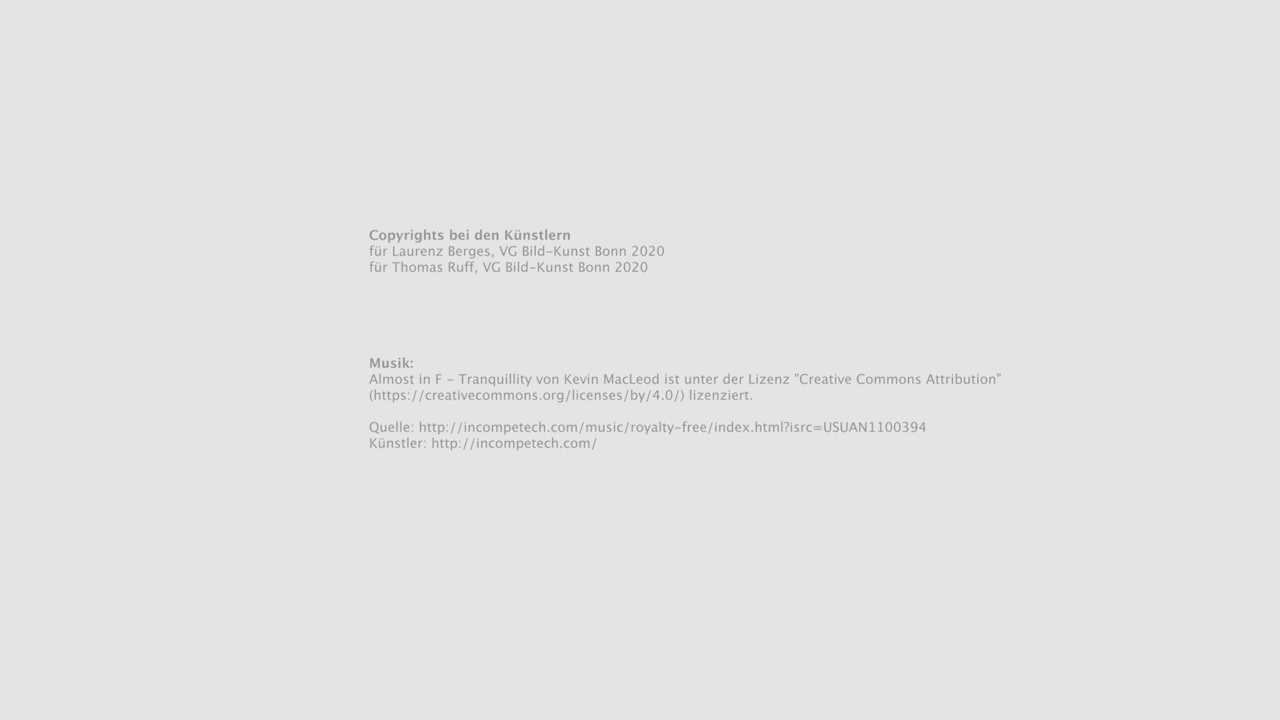 Copyrights bei den Künstlern
für Laurenz Berges, VG Bild-Kunst Bonn 2020
für Thomas Ruff, VG Bild-Kunst Bonn 2020
Musik:
Almost in F - Tranquillity von Kevin MacLeod ist unter der Lizenz "Creative Commons Attribution"
(https://creativecommons.org/licenses/by/4.0/) lizenziert.
Quelle: http://incompetech.com/music/royalty-free/index.html?isrc=USUAN1100394
Künstler: http://incompetech.com/